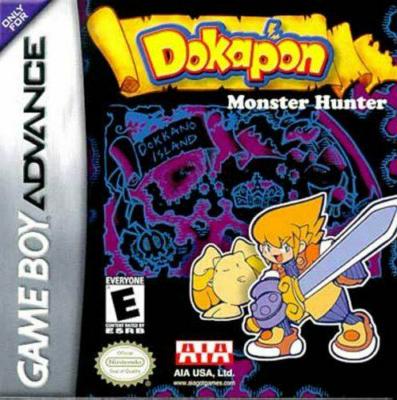 ONLY
FOR
GAME BOY ADVANCE
Dokapon
Monster Hunter
DOKKANO
ISLAND
EVERYONE
E
CONTENT RATED BY
ESRB
Official
Nintendo
Seal of Quality
AIA
AIA USA, Ltd.
www.aiagotgames.com